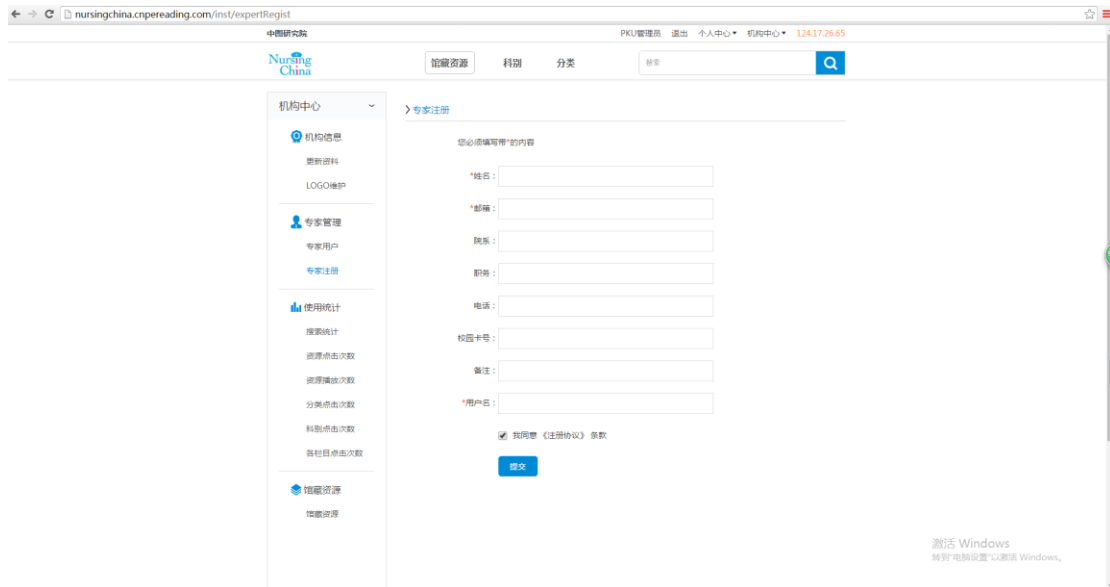 nursingchina.cnpereading.com/inst/expertRegist
中图研究院
PKU管理员 退出 个人中心 机构中心 124.17.26.65
Nursing
China
馆藏资源 科别 分类 检索
机构中心
机构信息
更新资料
LOGO维护
专家管理
专家用户
专家注册
使用统计
搜索统计
资源点击次数
资源播放次数
分类点击次数
科别点击次数
各栏目点击次数
馆藏资源
馆藏资源
专家注册
您必须填写带*的内容
*姓名：
*邮箱：
院系：
职务：
电话：
校园卡号：
备注：
*用户名：
我同意 《注册协议》 条款
提交
激活 Windows
转到“电脑设置”以激活 Windows。